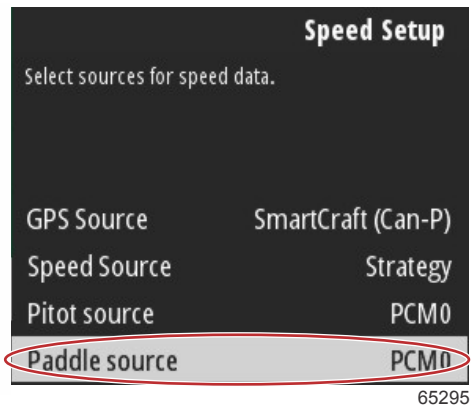 Speed Setup
Select sources for speed data.
GPS Source SmartCraft (Can-P)
Speed Source Strategy
Pitot source PCM0
Paddle source PCM0
65295